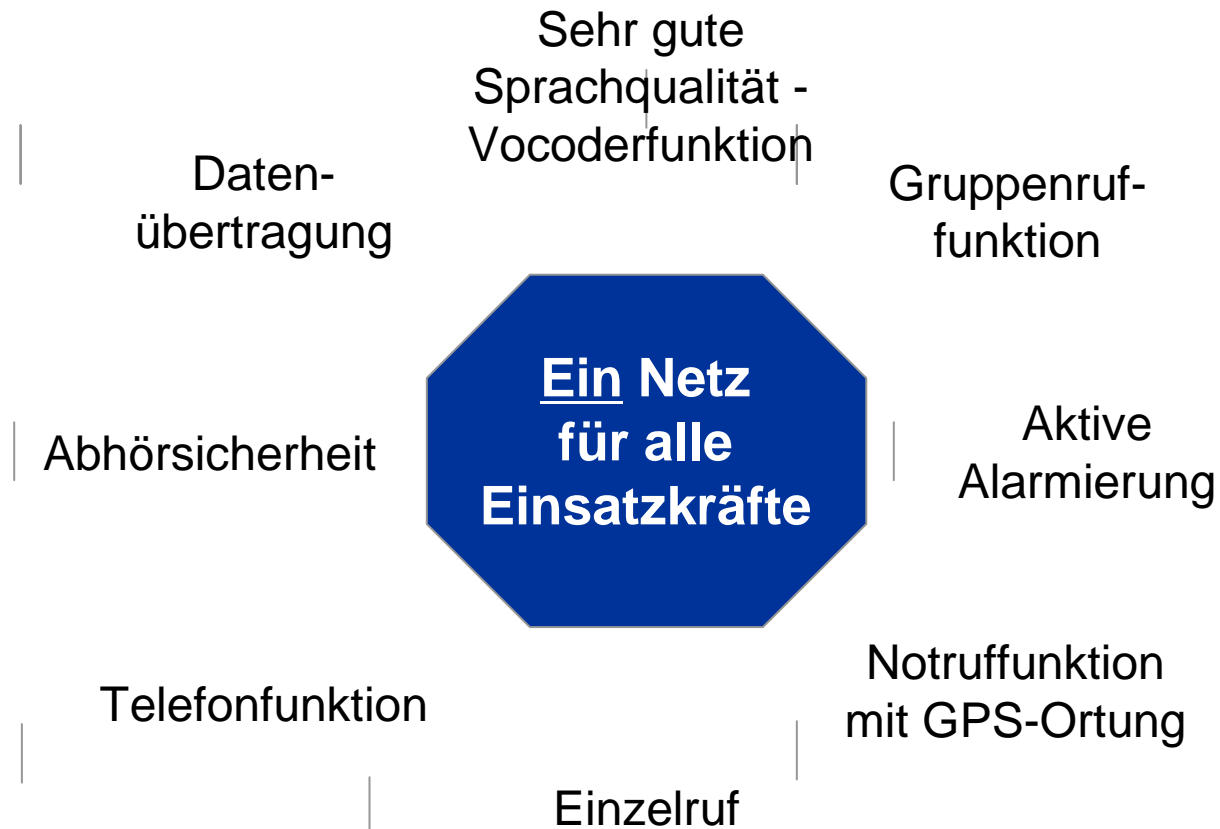 Sehr gute
Sprachqualität -
Vocoderfunktion
Daten-
übertragung
Gruppenruf-
funktion
Ein Netz
für alle
Einsatzkräfte
Abhörsicherheit
Aktive
Alarmierung
Telefonfunktion
Notruffunktion
mit GPS-Ortung
Einzelruf